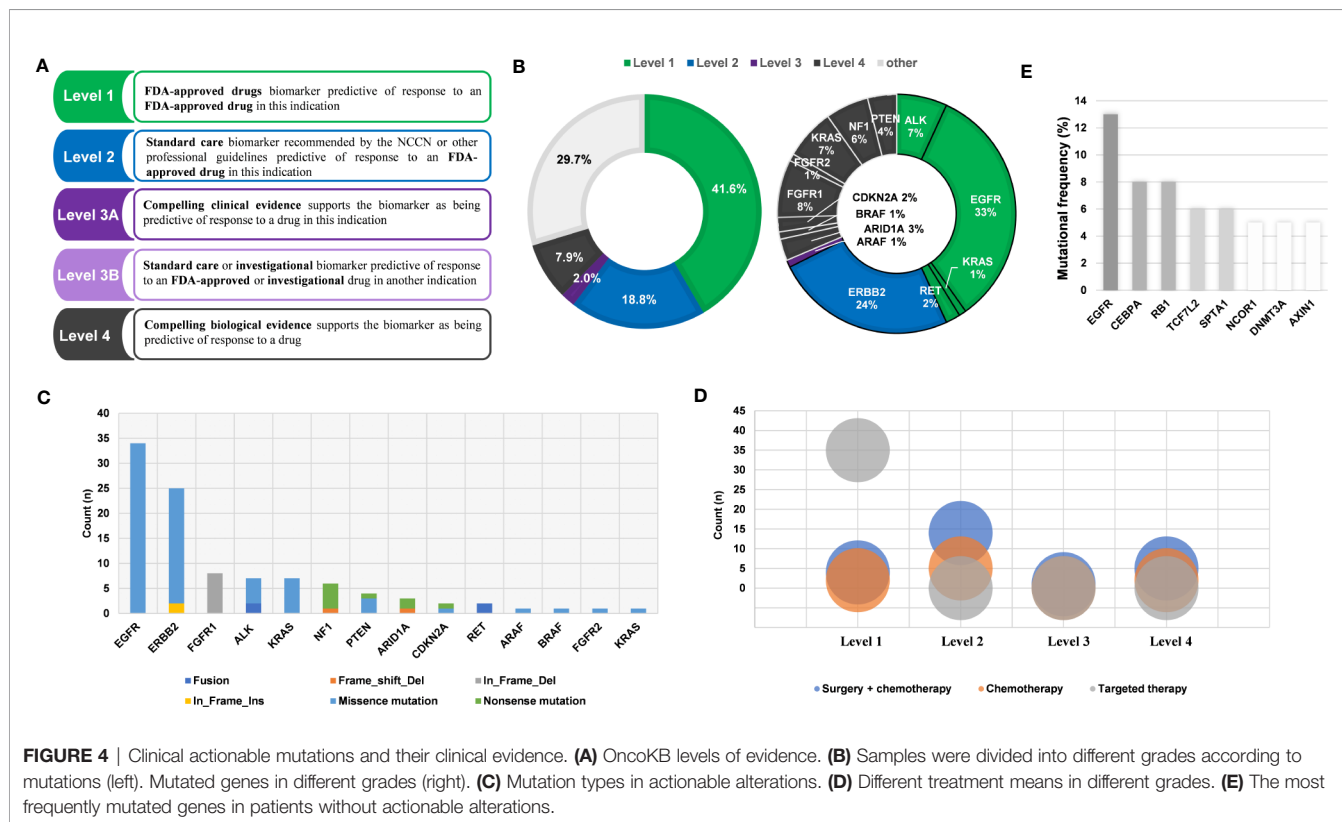 A
Level 1
FDA-approved drugs biomarker predictive of response to an
FDA-approved drug in this indication
Level 2
Standard care biomarker recommended by the NCCN or other
professional guidelines predictive of response to an FDA-
approved drug in this indication
Level 3A
Compelling clinical evidence supports the biomarker as being
predictive of response to a drug in this indication
Level 3B
Standard care or investigational biomarker predictive of response
to an FDA-approved or investigational drug in another indication
Level 4
Compelling biological evidence supports the biomarker as being
predictive of response to a drug
B
Level 1 Level 2 Level 3 Level 4 other
29.7%
41.6%
7.9%
2.0%
18.8%
PTEN
4%
ALK
7%
NF1
6%
KRAS
7%
FGFR2
1%
FGFR1
8%
EGFR
33%
CDKN2A 2%
BRAF 1%
ARID1A 3%
ARAF 1%
KRAS
1%
RET
2%
ERBB2
24%
E
Mutational frequency (%)
14
12
10
8
6
4
2
0
EGFR CEBPA RB1 TCF7L2 SPTA1 NCOR1 DNMT3A AXIN1
C
Count (n)
40
35
30
25
20
15
10
5
0
EGFR ERBB2 FGFR1 ALK KRAS NF1 PTEN ARID1A CDKN2A RET ARAF BRAF FGFR2 KRAS
Fusion Frame_shift_Del In_Frame_Del
In_Frame_Ins Missence mutation Nonsense mutation
D
Count (n)
45
40
35
30
25
20
15
10
5
0
Level 1 Level 2 Level 3 Level 4
Surgery + chemotherapy Chemotherapy Targeted therapy
FIGURE 4 | Clinical actionable mutations and their clinical evidence. (A) OncoKB levels of evidence. (B) Samples were divided into different grades according to
mutations (left). Mutated genes in different grades (right). (C) Mutation types in actionable alterations. (D) Different treatment means in different grades. (E) The most
frequently mutated genes in patients without actionable alterations.